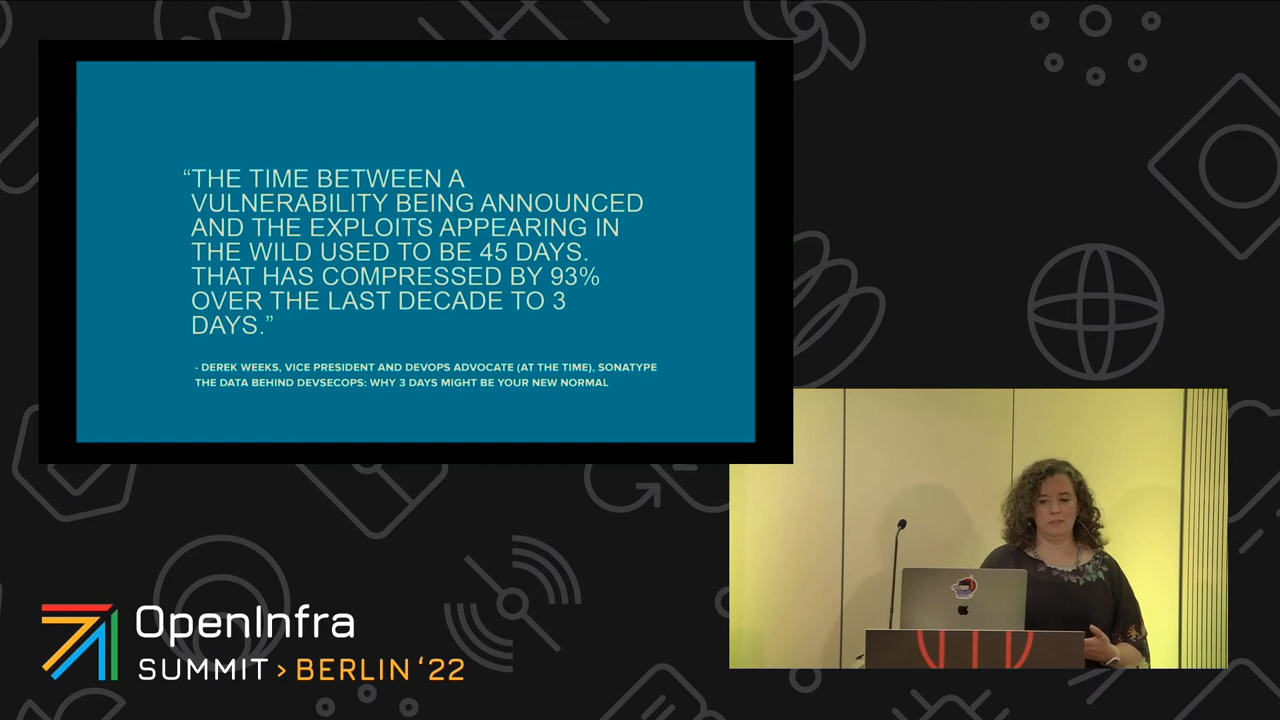 “THE TIME BETWEEN A
VULNERABILITY BEING ANNOUNCED
AND THE EXPLOITS APPEARING IN
THE WILD USED TO BE 45 DAYS.
THAT HAS COMPRESSED BY 93%
OVER THE LAST DECADE TO 3
DAYS.”
- DEREK WEEKS, VICE PRESIDENT AND DEVOPS ADVOCATE (AT THE TIME), SONATYPE
THE DATA BEHIND DEVSECOPS: WHY 3 DAYS MIGHT BE YOUR NEW NORMAL
OpenInfra
SUMMIT > BERLIN ‘22